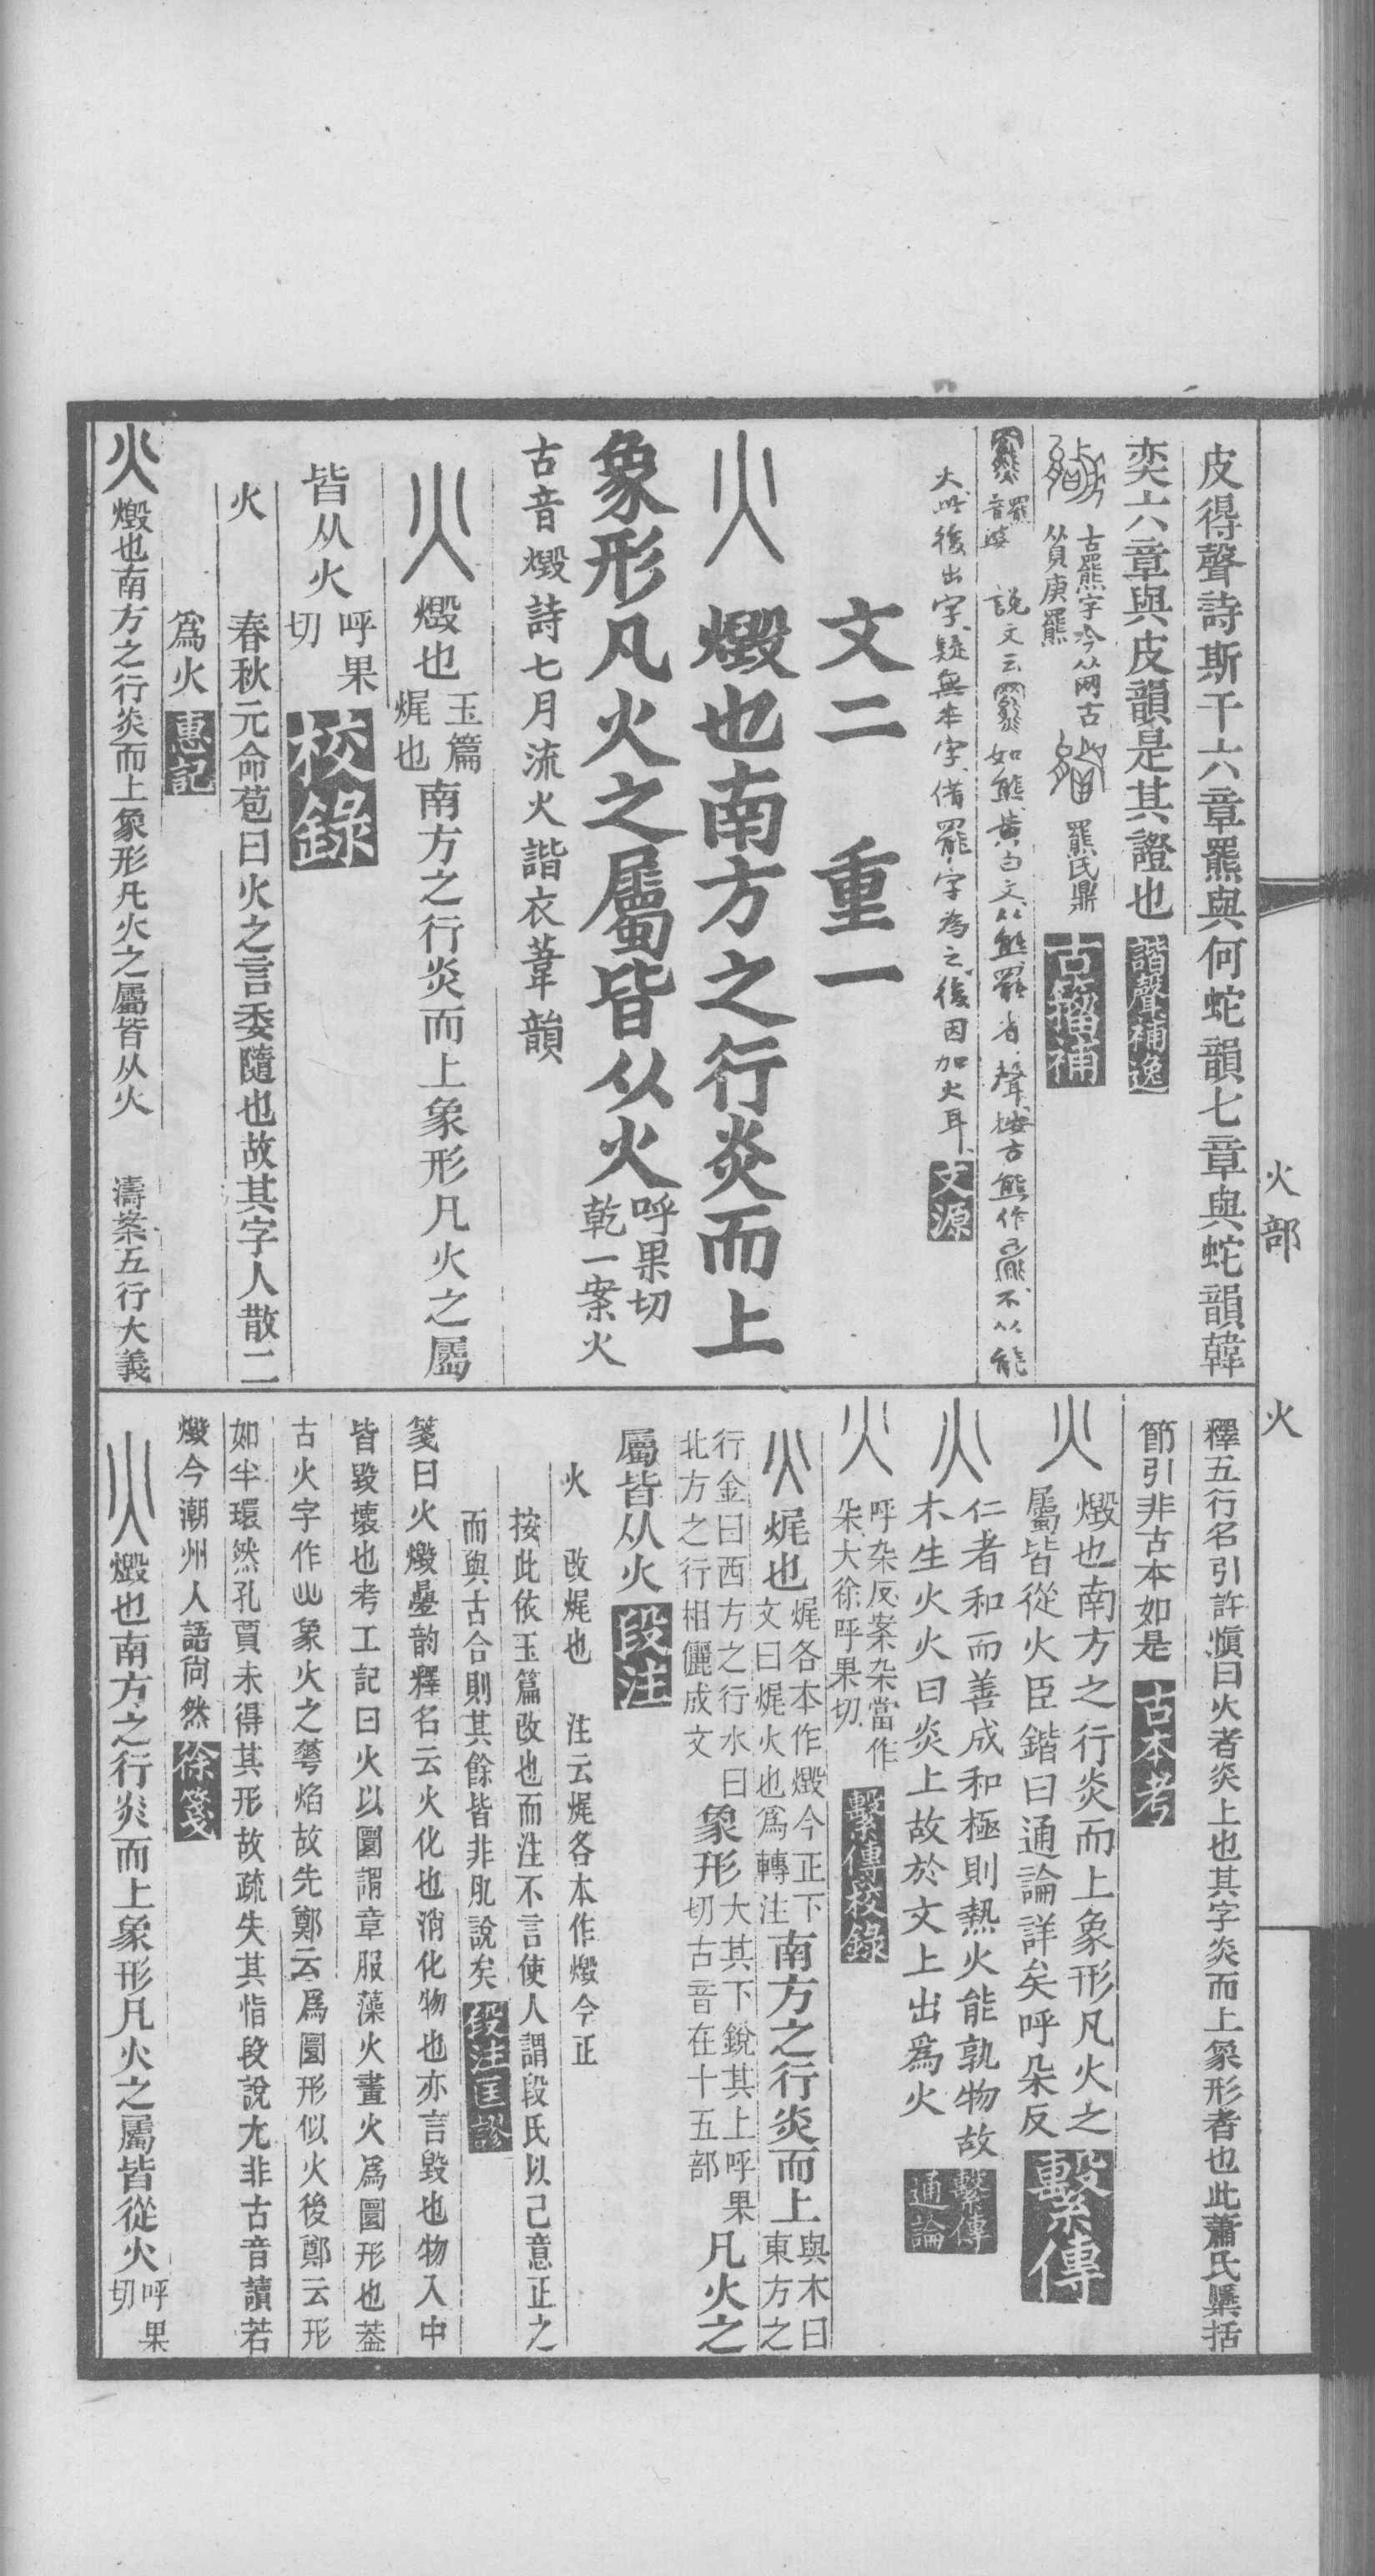 皮得聲詩斯干六章羆與何蛇韻七章與蛇韻韓
奕六章與皮韻是其證也 諧聲補逸
古羆字今从网古
羆氏鼎 古籀補
說文云 如熊黃白文从熊罷省聲按古熊作 不从能
火此後出字疑無本字借罷字為之後因加火耳 文源
文二 重一
火 燬也南方之行炎而上
象形凡火之屬皆从火 呼果切
乾一案火
古音燬詩七月流火諧衣葦韻
火 燬也 玉篇
㷄也 南方之行炎而上象形凡火之屬
皆从火 呼果
切 校錄
火 春秋元命苞曰火之言委隨也故其字人散二
為火 惠記
火 燬也南方之行炎而上象形凡火之屬皆从火 濤案五行大義
釋五行名引許愼曰火者炎上也其字炎而上象形者也此蕭氏櫽括
節引非古本如是 古本考
火 燬也南方之行炎而上象形凡火之
屬皆從火臣鍇曰通論詳矣呼朵反 繫傳
火 仁者和而善成和極則熱火能孰物故
木生火火曰炎上故於文上出爲火 繫傳
通論
火 呼朶反案朶當作
朵大徐呼果切 繫傳校錄
火 㷄也 㷄各本作燬今正下
文曰㷄火也爲轉注 南方之行炎而上 與木曰
東方之
行金曰西方之行水曰
北方之行相儷成文 象形 大其下銳其上呼果
切古音在十五部 凡火之
屬皆从火 段注
火 改㷄也 注云㷄各本作燬今正
按此依玉篇改也而注不言使人謂段氏以己意正之
而與古合則其餘皆非肊說矣 段注匡謬
箋曰火燬曡韵釋名云火化也消化物也亦言毀也物入中
皆毀壞也考工記曰火以圜謂章服藻火畫火爲圜形也葢
古火字作 象火之蕚焰故先鄭云爲圜形似火後鄭云形
如半環然孔賈未得其形故疏失其恉段說尤非古音讀若
燬今潮州人語尙然 徐箋
火 燬也南方之行炎而上象形凡火之屬皆從火 呼果
切
火部 火